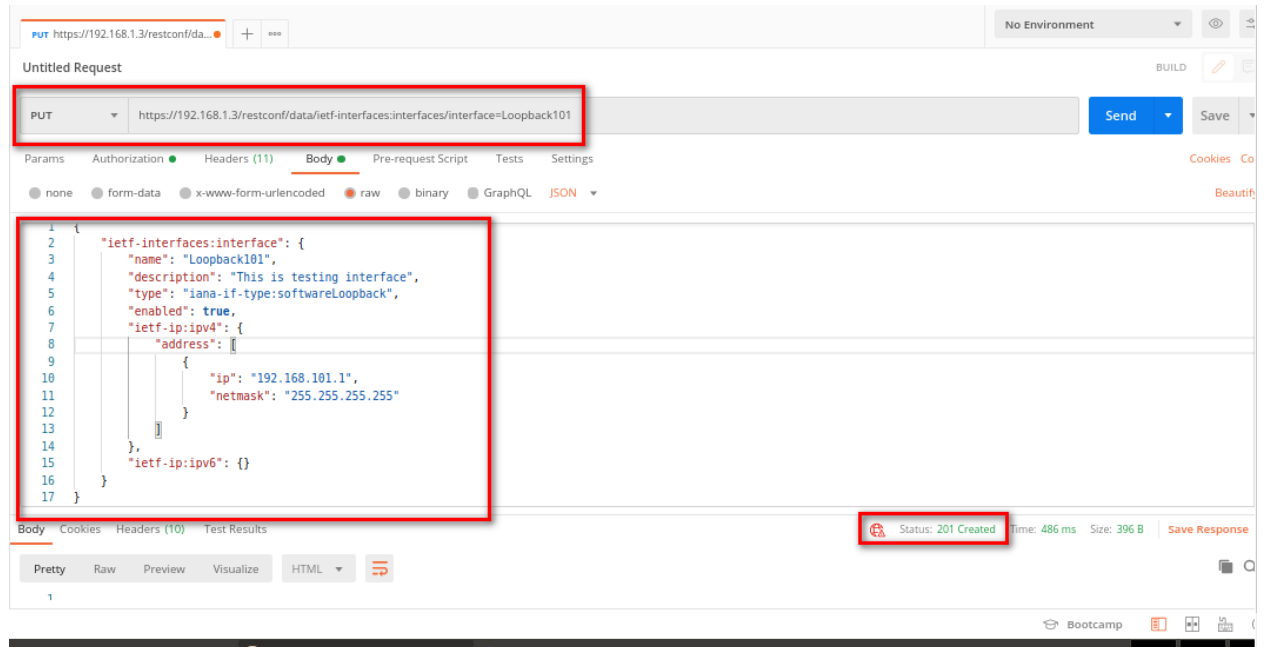 PUT https://192.168.1.3/restconf/da... No Environment
Untitled Request BUILD
PUT https://192.168.1.3/restconf/data/ietf-interfaces:interfaces/interface=Loopback101 Send Save
Params Authorization Headers (11) Body Pre-request Script Tests Settings Cookies Co
none form-data x-www-form-urlencoded raw binary GraphQL JSON Beautify
1 {
2 "ietf-interfaces:interface": {
3 "name": "Loopback101",
4 "description": "This is testing interface",
5 "type": "iana-if-type:softwareLoopback",
6 "enabled": true,
7 "ietf-ip:ipv4": {
8 "address": [
9 {
10 "ip": "192.168.101.1",
11 "netmask": "255.255.255.255"
12 }
13 ]
14 },
15 "ietf-ip:ipv6": {}
16 }
17 }
Body Cookies Headers (10) Test Results Status: 201 Created Time: 486 ms Size: 396 B Save Response
Pretty Raw Preview Visualize HTML
1
Bootcamp